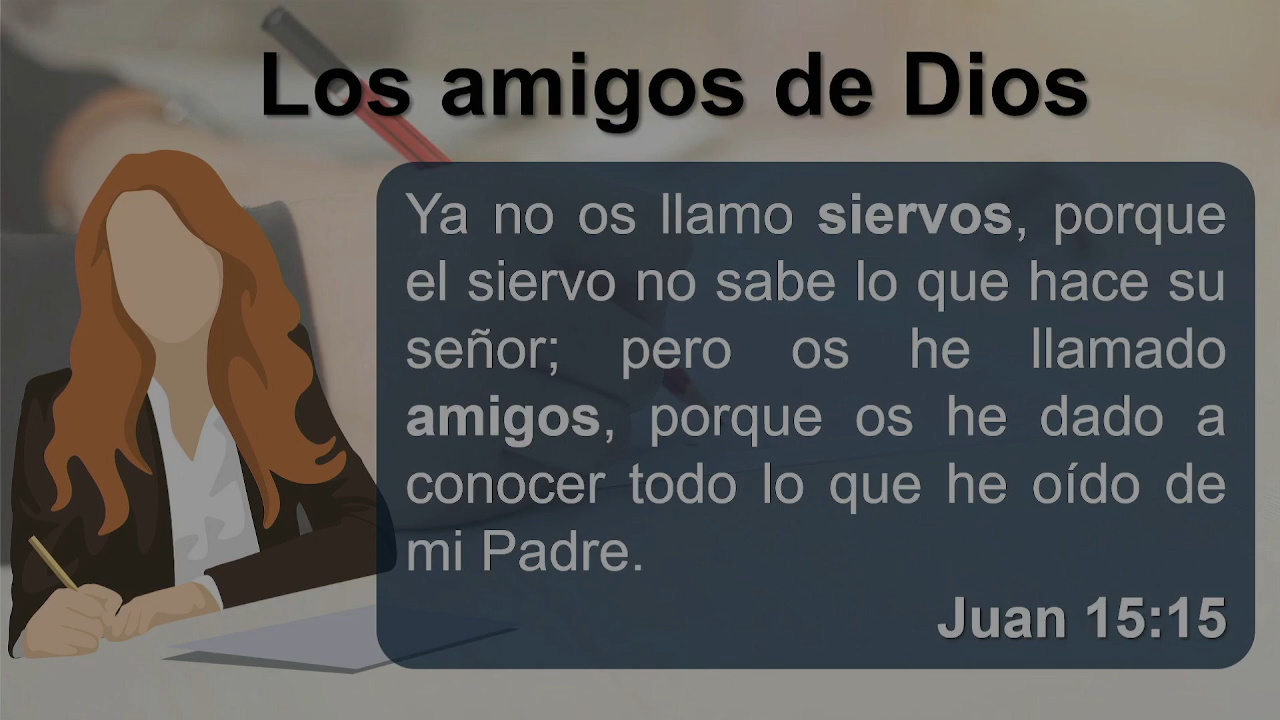 Los amigos de Dios
Ya no os llamo siervos, porque
el siervo no sabe lo que hace su
señor; pero os he llamado
amigos, porque os he dado a
conocer todo lo que he oído de
mi Padre.
Juan 15:15